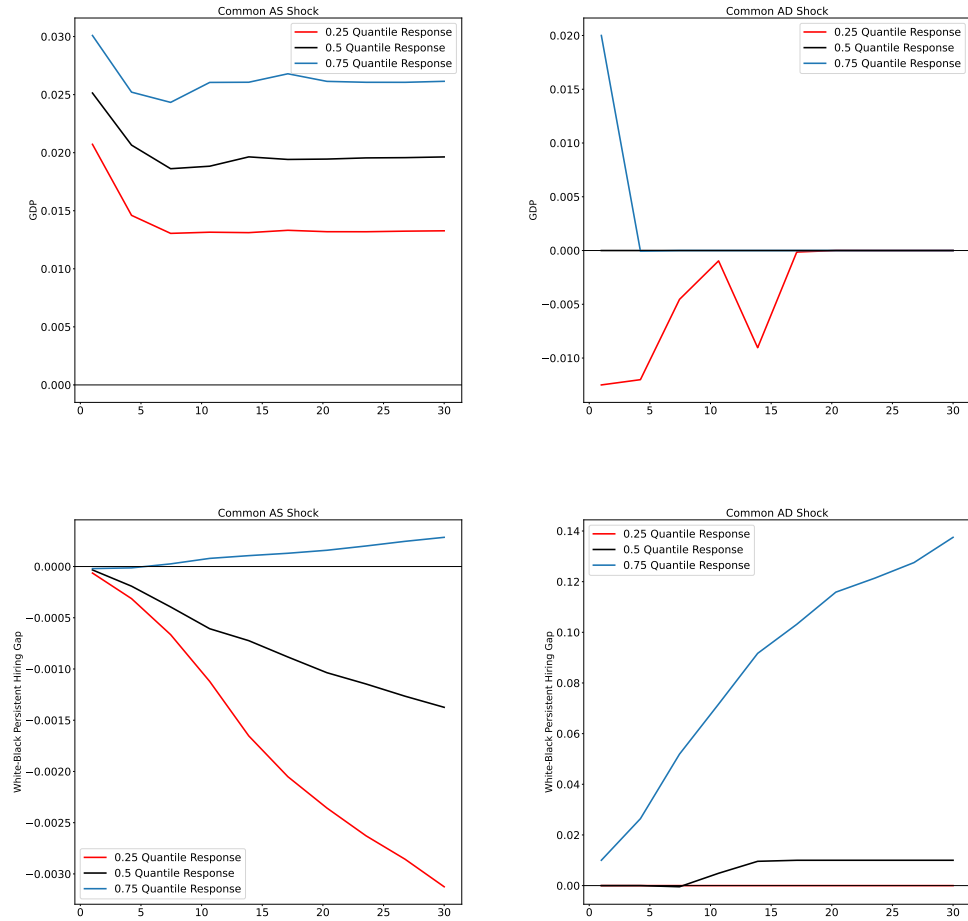 Common AS Shock
0.030
0.025
0.020
0.015
0.010
0.005
0.000
GDP
0.25 Quantile Response
0.5 Quantile Response
0.75 Quantile Response
0 5 10 15 20 25 30
Common AD Shock
0.020
0.015
0.010
0.005
0.000
−0.005
−0.010
GDP
0.25 Quantile Response
0.5 Quantile Response
0.75 Quantile Response
0 5 10 15 20 25 30
Common AS Shock
0.0000
−0.0005
−0.0010
−0.0015
−0.0020
−0.0025
−0.0030
White-Black Persistent Hiring Gap
0.25 Quantile Response
0.5 Quantile Response
0.75 Quantile Response
0 5 10 15 20 25 30
Common AD Shock
0.14
0.12
0.10
0.08
0.06
0.04
0.02
0.00
White-Black Persistent Hiring Gap
0.25 Quantile Response
0.5 Quantile Response
0.75 Quantile Response
0 5 10 15 20 25 30